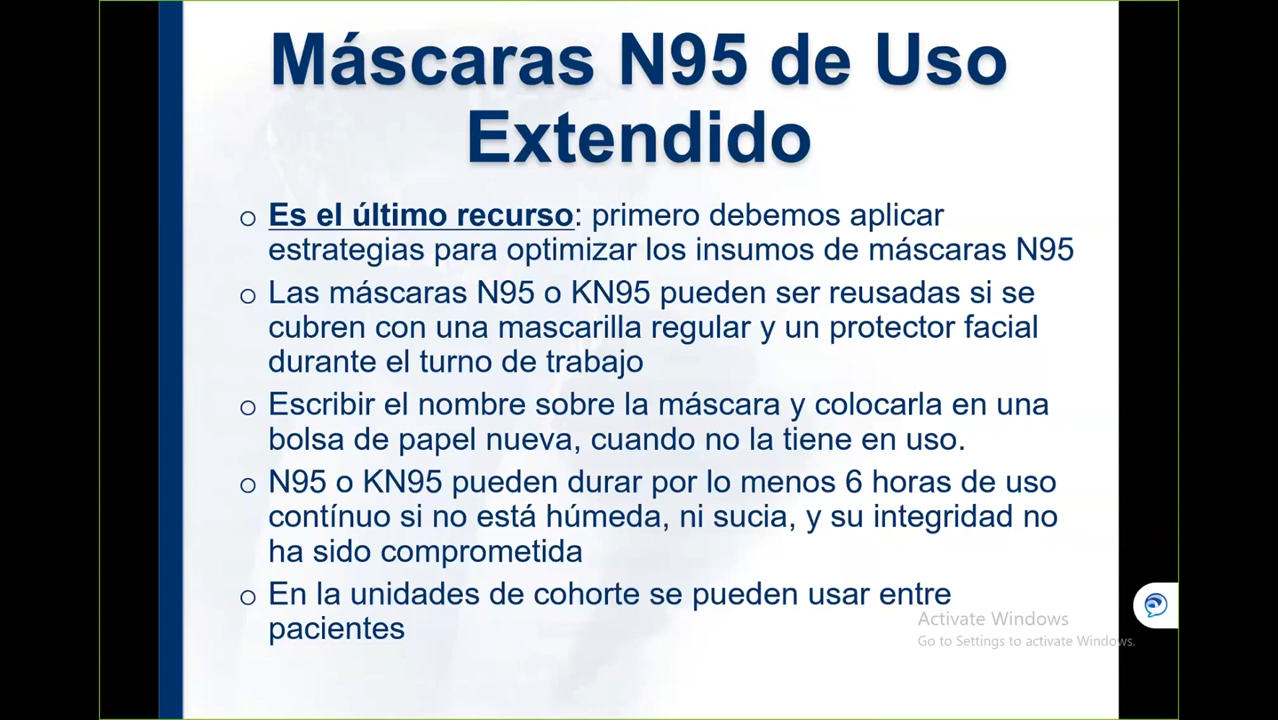 Máscaras N95 de Uso
Extendido
o Es el último recurso: primero debemos aplicar
estrategias para optimizar los insumos de máscaras N95
o Las máscaras N95 o KN95 pueden ser reusadas si se
cubren con una mascarilla regular y un protector facial
durante el turno de trabajo
o Escribir el nombre sobre la máscara y colocarla en una
bolsa de papel nueva, cuando no la tiene en uso.
o N95 o KN95 pueden durar por lo menos 6 horas de uso
contínuo si no está húmeda, ni sucia, y su integridad no
ha sido comprometida
o En la unidades de cohorte se pueden usar entre
pacientes
Activate Windows
Go to Settings to activate Windows.